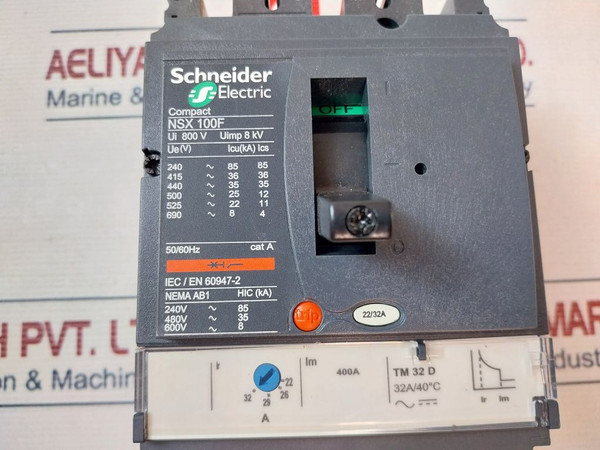 AELIYA
Marine &
D.
Schneider
Electric
Compact
NSX 100F
Ui 800 V Uimp 8 kV
Ue(V) Icu(kA) Ics
240 ~ 85 85
415 ~ 36 36
440 ~ 35 35
500 ~ 25 12
525 ~ 22 11
690 ~ 8 4
50/60Hz cat A
IEC / EN 60947-2
NEMA AB1 HIC (kA)
240V ~ 85
480V ~ 35
600V ~ 8
OFF
I
O
trip
22/32A
H PVT. LT
n & Machin
MAR
Indust
Ir
22
26
29
32
A
Im
400A
TM 32 D
32A/40°C
Ir Im